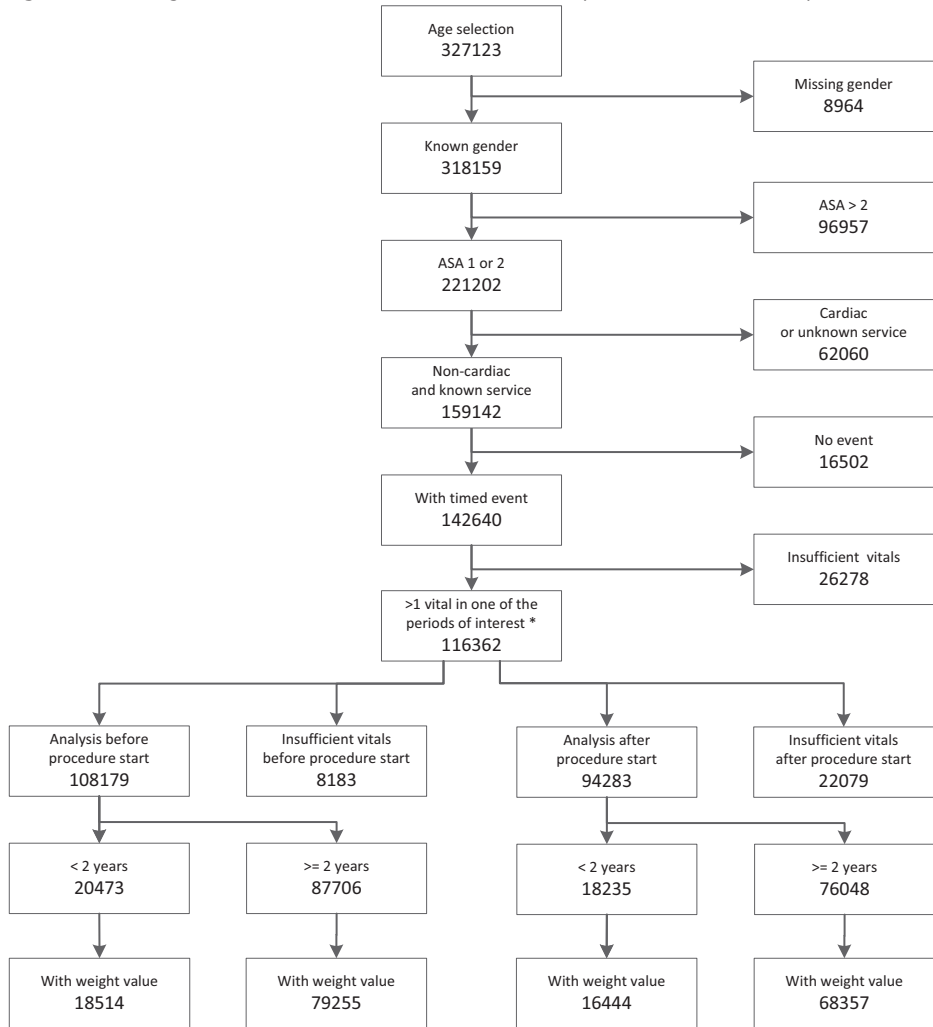 Age selection
327123
Missing gender
8964
Known gender
318159
ASA > 2
96957
ASA 1 or 2
221202
Cardiac
or unknown service
62060
Non-cardiac
and known service
159142
No event
16502
With timed event
142640
Insufficient vitals
26278
>1 vital in one of the
periods of interest *
116362
Analysis before
procedure start
108179
Insufficient vitals
before procedure start
8183
Analysis after
procedure start
94283
Insufficient vitals
after procedure start
22079
< 2 years
20473
>= 2 years
87706
< 2 years
18235
>= 2 years
76048
With weight value
18514
With weight value
79255
With weight value
16444
With weight value
68357